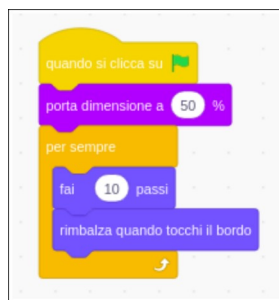 quando si clicca su
porta dimensione a 50 %
per sempre
fai 10 passi
rimbalza quando tocchi il bordo